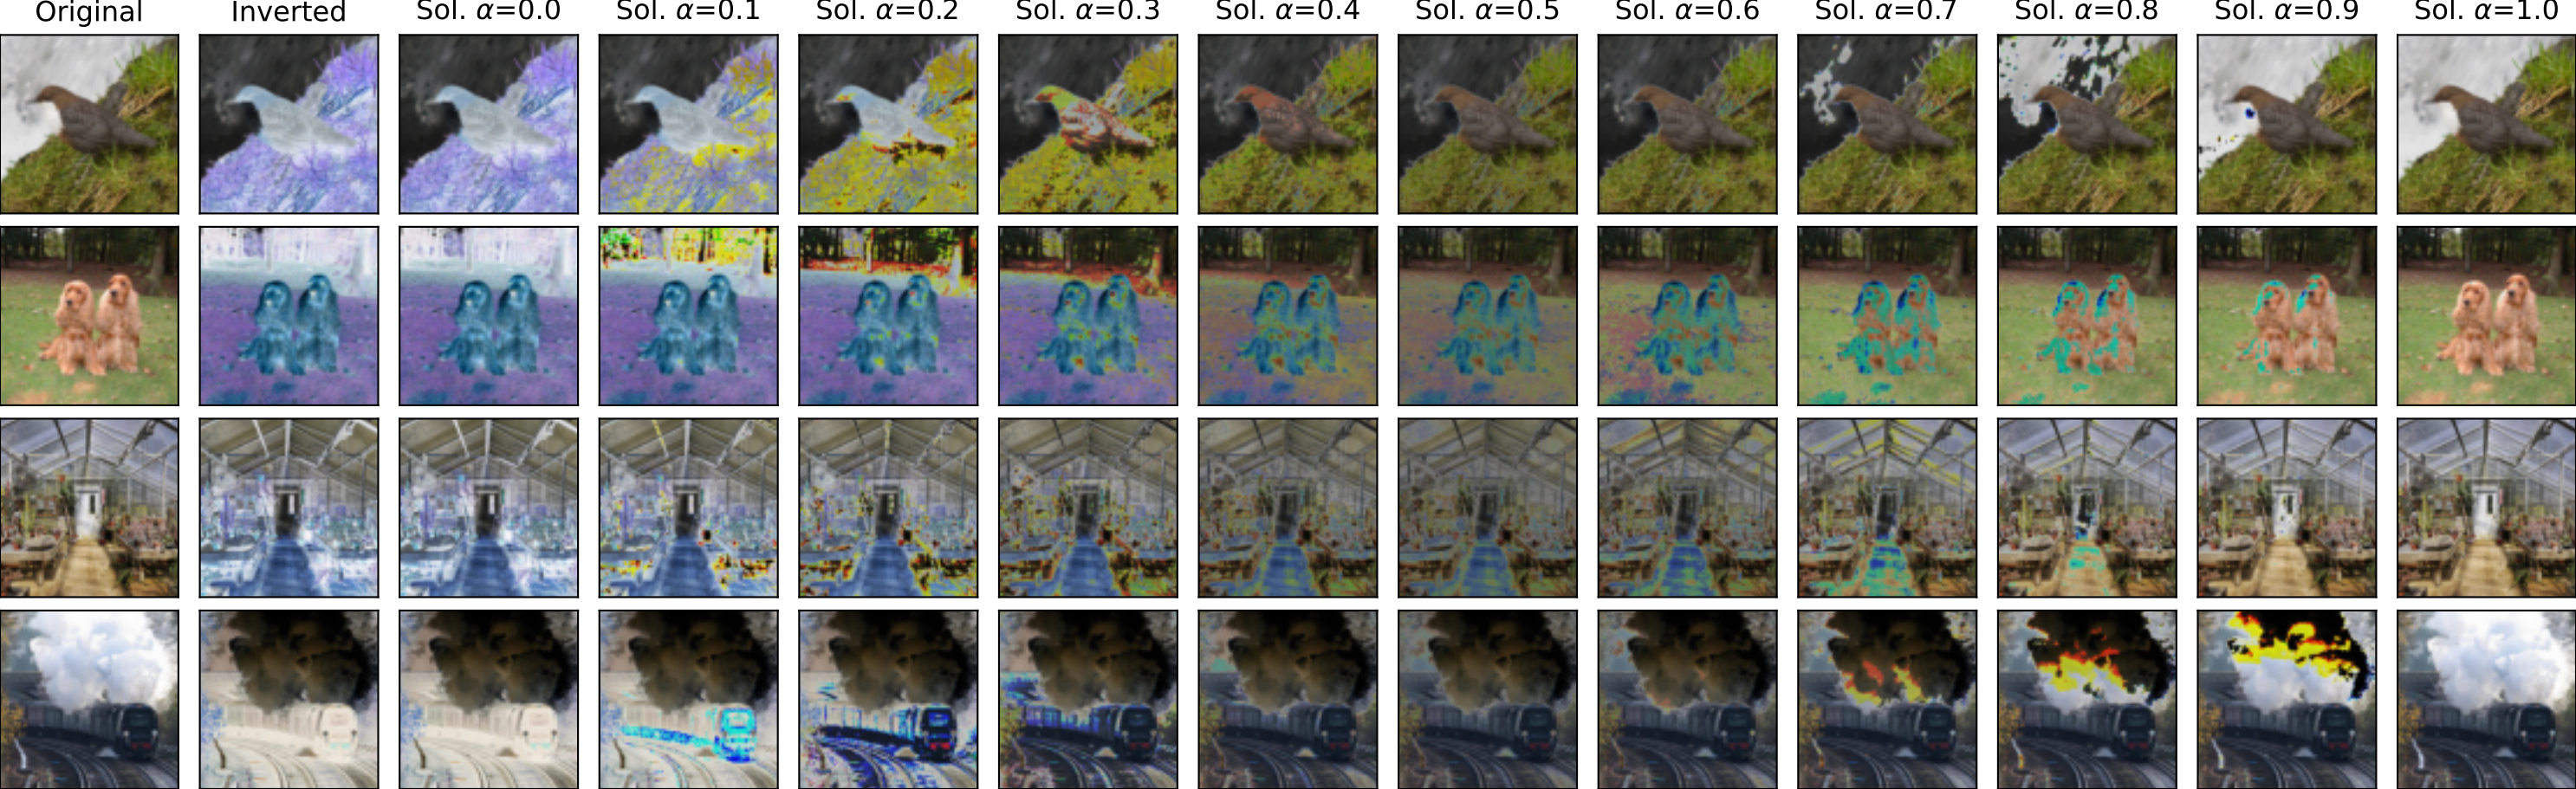 Original Inverted Sol. α=0.0 Sol. α=0.1 Sol. α=0.2 Sol. α=0.3 Sol. α=0.4 Sol. α=0.5 Sol. α=0.6 Sol. α=0.7 Sol. α=0.8 Sol. α=0.9 Sol. α=1.0